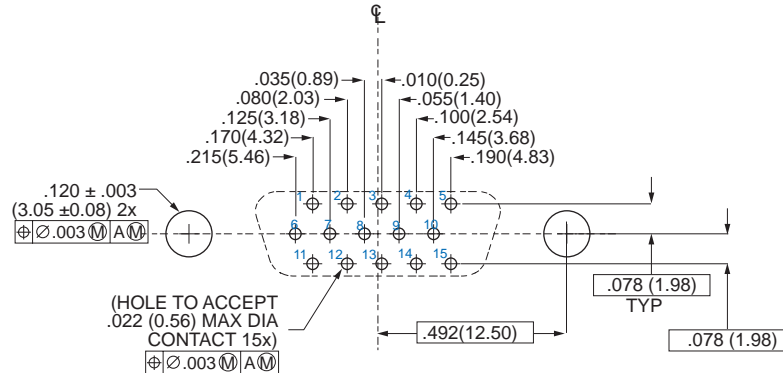 ℄
.035(0.89)
.010(0.25)
.080(2.03)
.055(1.40)
.125(3.18)
.100(2.54)
.170(4.32)
.145(3.68)
.215(5.46)
.190(4.83)
.120 ± .003
(3.05 ±0.08) 2x
⌖ ∅.003 Ⓜ A Ⓜ
1 2 3 4 5
6 7 8 9 10
11 12 13 14 15
(HOLE TO ACCEPT
.022 (0.56) MAX DIA
CONTACT 15x)
⌖ ∅.003 Ⓜ A Ⓜ
.492(12.50)
.078 (1.98)
TYP
.078 (1.98)